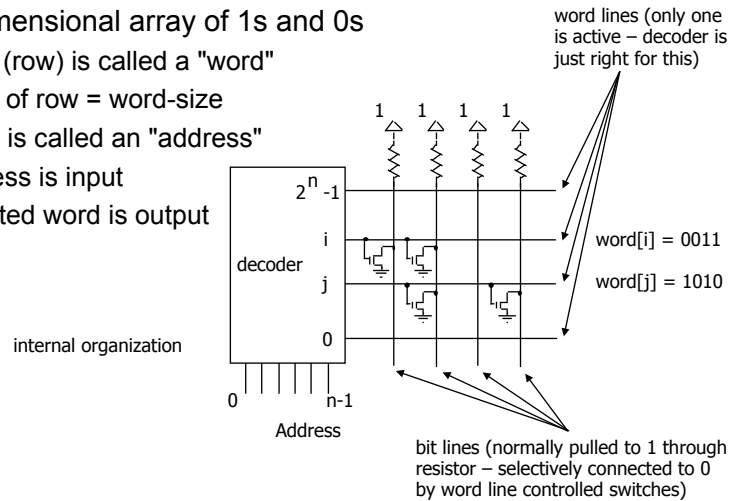 mensional array of 1s and 0s
(row) is called a "word"
of row = word-size
is called an "address"
ess is input
ted word is output
word lines (only one
is active – decoder is
just right for this)
1 1 1 1
2n -1
i
word[i] = 0011
decoder
j
word[j] = 1010
0
internal organization
0 n-1
Address
bit lines (normally pulled to 1 through
resistor – selectively connected to 0
by word line controlled switches)